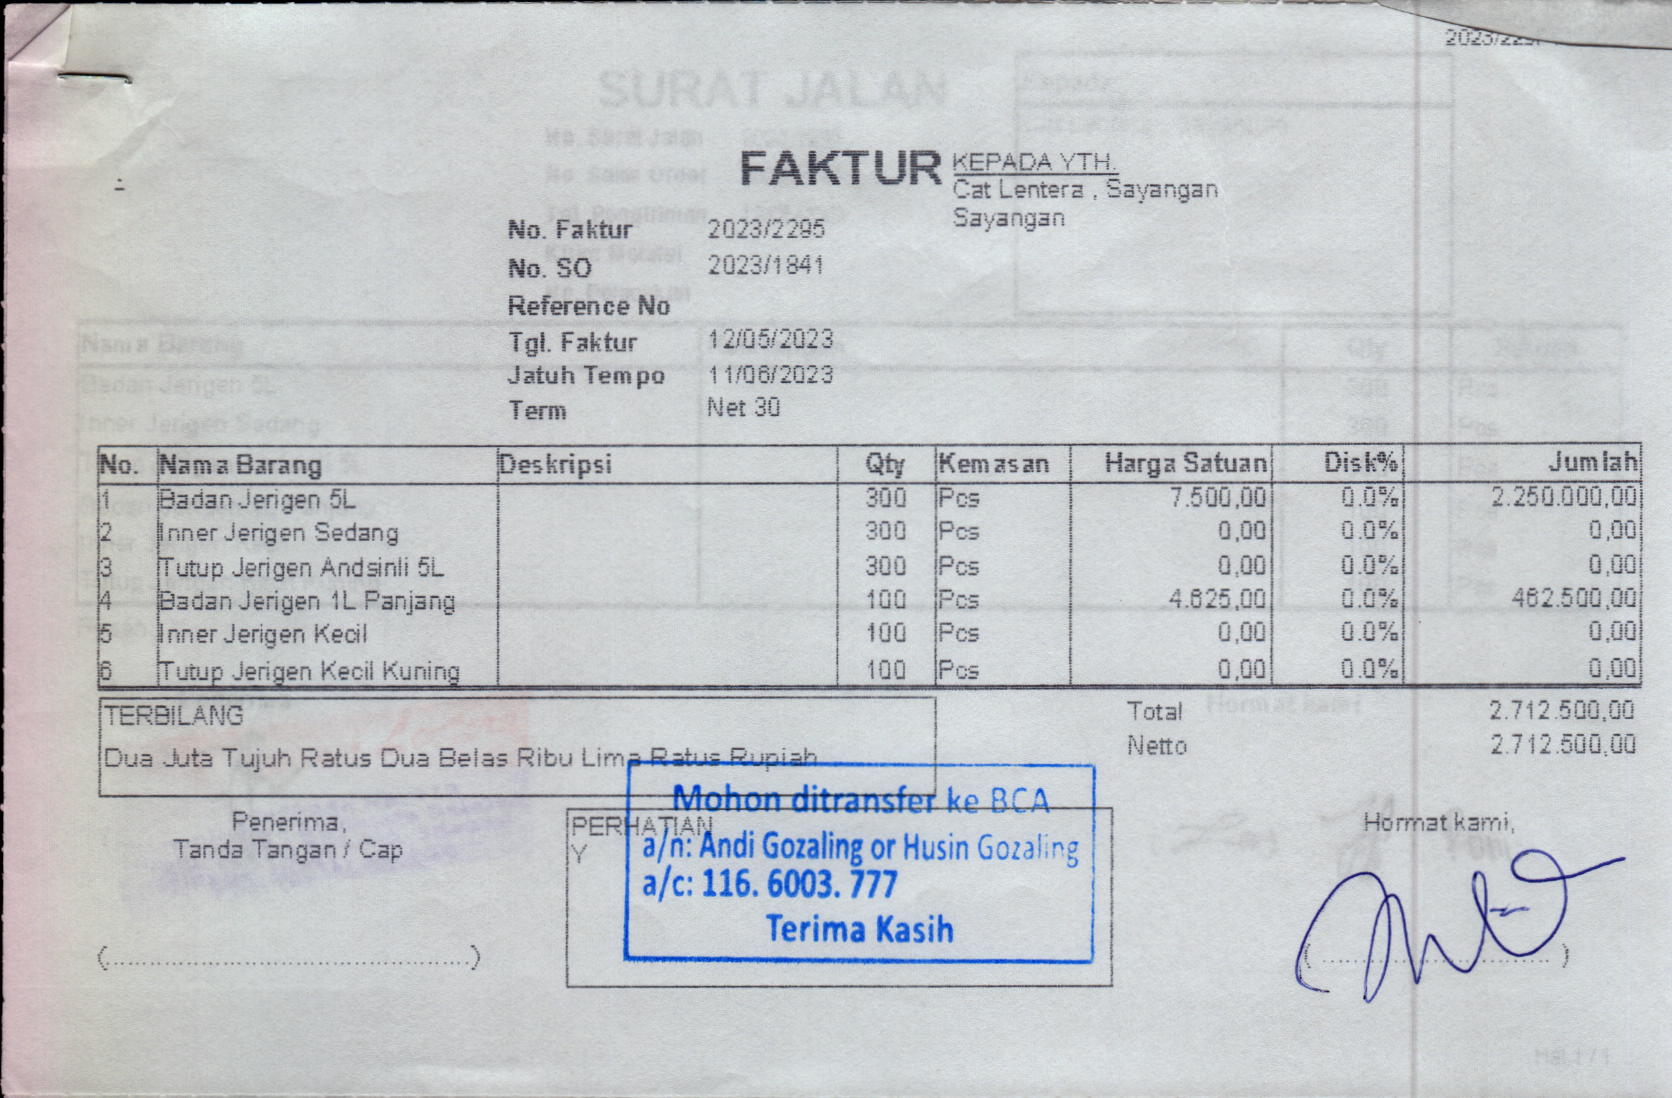 SURAT JALAN
FAKTUR
KEPADA YTH.
Cat Lentera , Sayangan
Sayangan
No. Faktur 2023/2295
No. SO 2023/1841
Reference No
Tgl. Faktur 12/05/2023
Jatuh Tempo 11/06/2023
Term Net 30
No. Nama Barang Deskripsi Qty Kemasan Harga Satuan Disk% Jumlah
1 Badan Jerigen 5L 300 Pcs 7.500,00 0.0% 2.250.000,00
2 Inner Jerigen Sedang 300 Pcs 0,00 0.0% 0,00
3 Tutup Jerigen Andsinli 5L 300 Pcs 0,00 0.0% 0,00
4 Badan Jerigen 1L Panjang 100 Pcs 4.625,00 0.0% 462.500,00
5 Inner Jerigen Kecil 100 Pcs 0,00 0.0% 0,00
6 Tutup Jerigen Kecil Kuning 100 Pcs 0,00 0.0% 0,00
TERBILANG
Dua Juta Tujuh Ratus Dua Belas Ribu Lima Ratus Rupiah
Total 2.712.500,00
Netto 2.712.500,00
Penerima,
Tanda Tangan / Cap
PERHATIAN
Y
Mohon ditransfer ke BCA
a/n: Andi Gozaling or Husin Gozaling
a/c: 116. 6003. 777
Terima Kasih
Hormat kami,